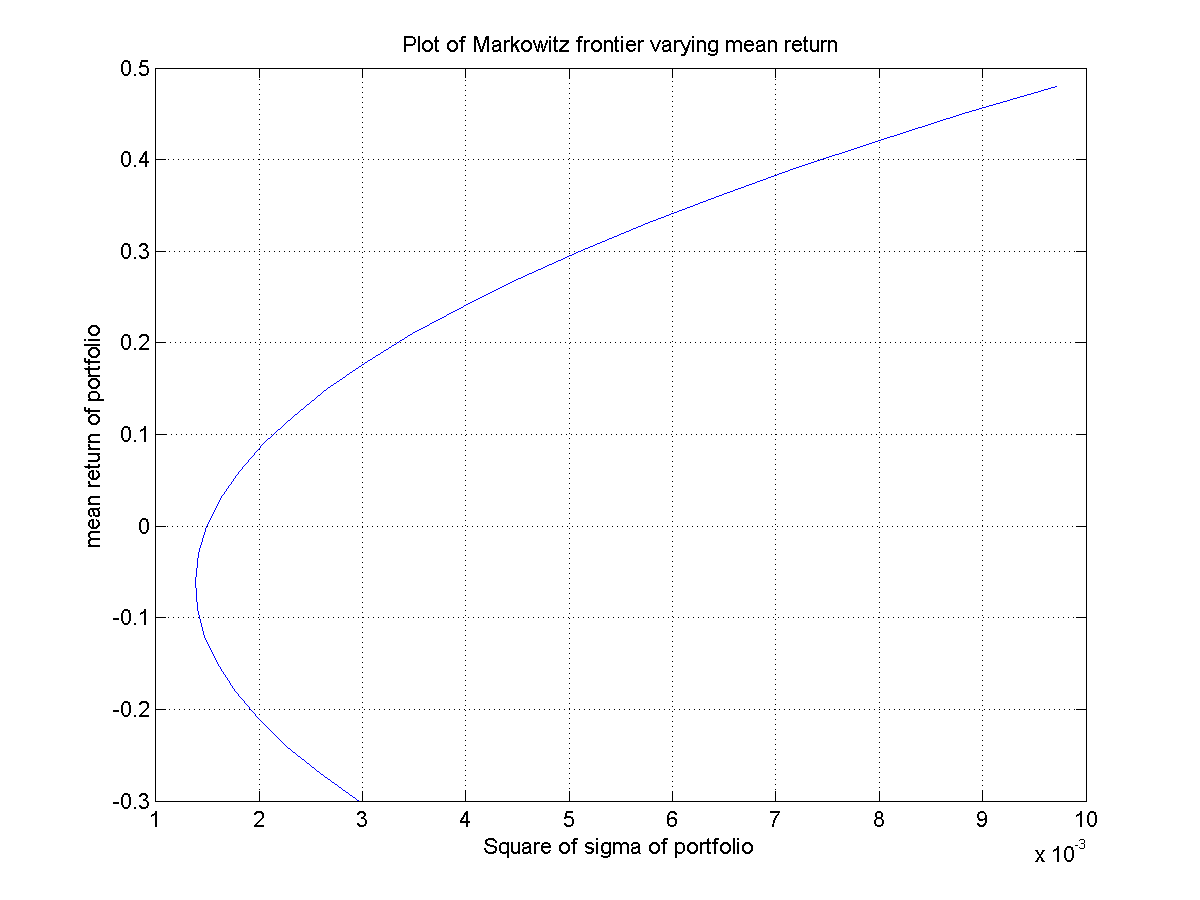 Plot of Markowitz frontier varying mean return
0.5
0.4
0.3
0.2
0.1
0
-0.1
-0.2
-0.3
mean return of portfolio
1 2 3 4 5 6 7 8 9 10
Square of sigma of portfolio
x 10-3